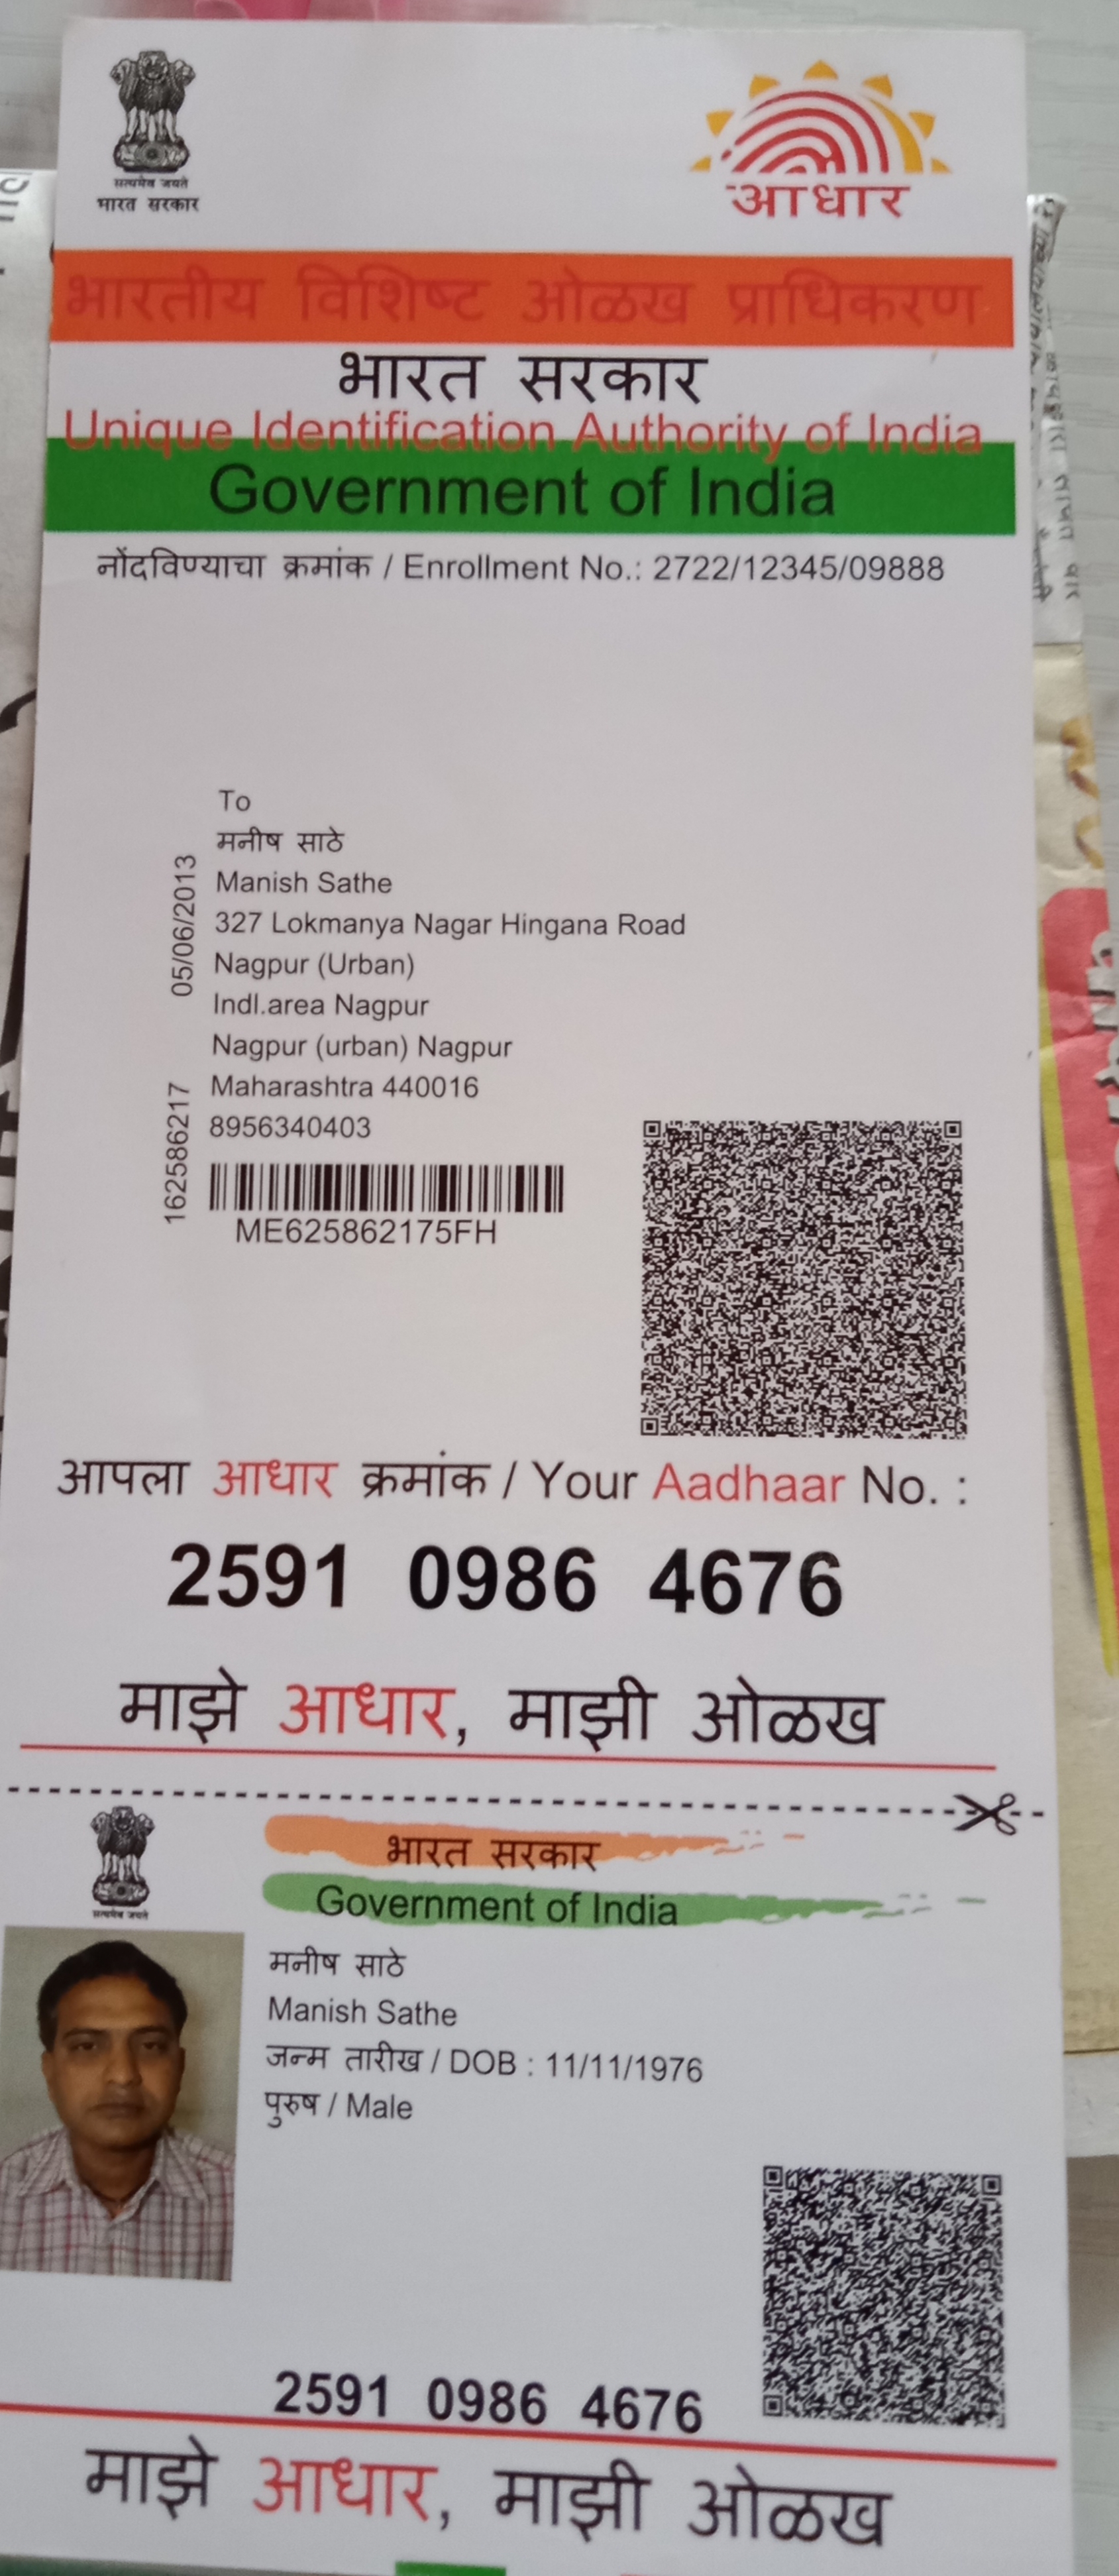 सत्यमेव जयते
भारत सरकार
आधार
भारतीय विशिष्ट ओळख प्राधिकरण
भारत सरकार
Unique Identification Authority of India
Government of India
नोंदविण्याचा क्रमांक / Enrollment No.: 2722/12345/09888
To
मनीष साठे
Manish Sathe
327 Lokmanya Nagar Hingana Road
Nagpur (Urban)
Indl.area Nagpur
Nagpur (urban) Nagpur
Maharashtra 440016
8956340403
05/06/2013
162586217
ME625862175FH
आपला आधार क्रमांक / Your Aadhaar No. :
2591 0986 4676
माझे आधार, माझी ओळख
सत्यमेव जयते
भारत सरकार
Government of India
मनीष साठे
Manish Sathe
जन्म तारीख / DOB : 11/11/1976
पुरुष / Male
2591 0986 4676
माझे आधार, माझी ओळख